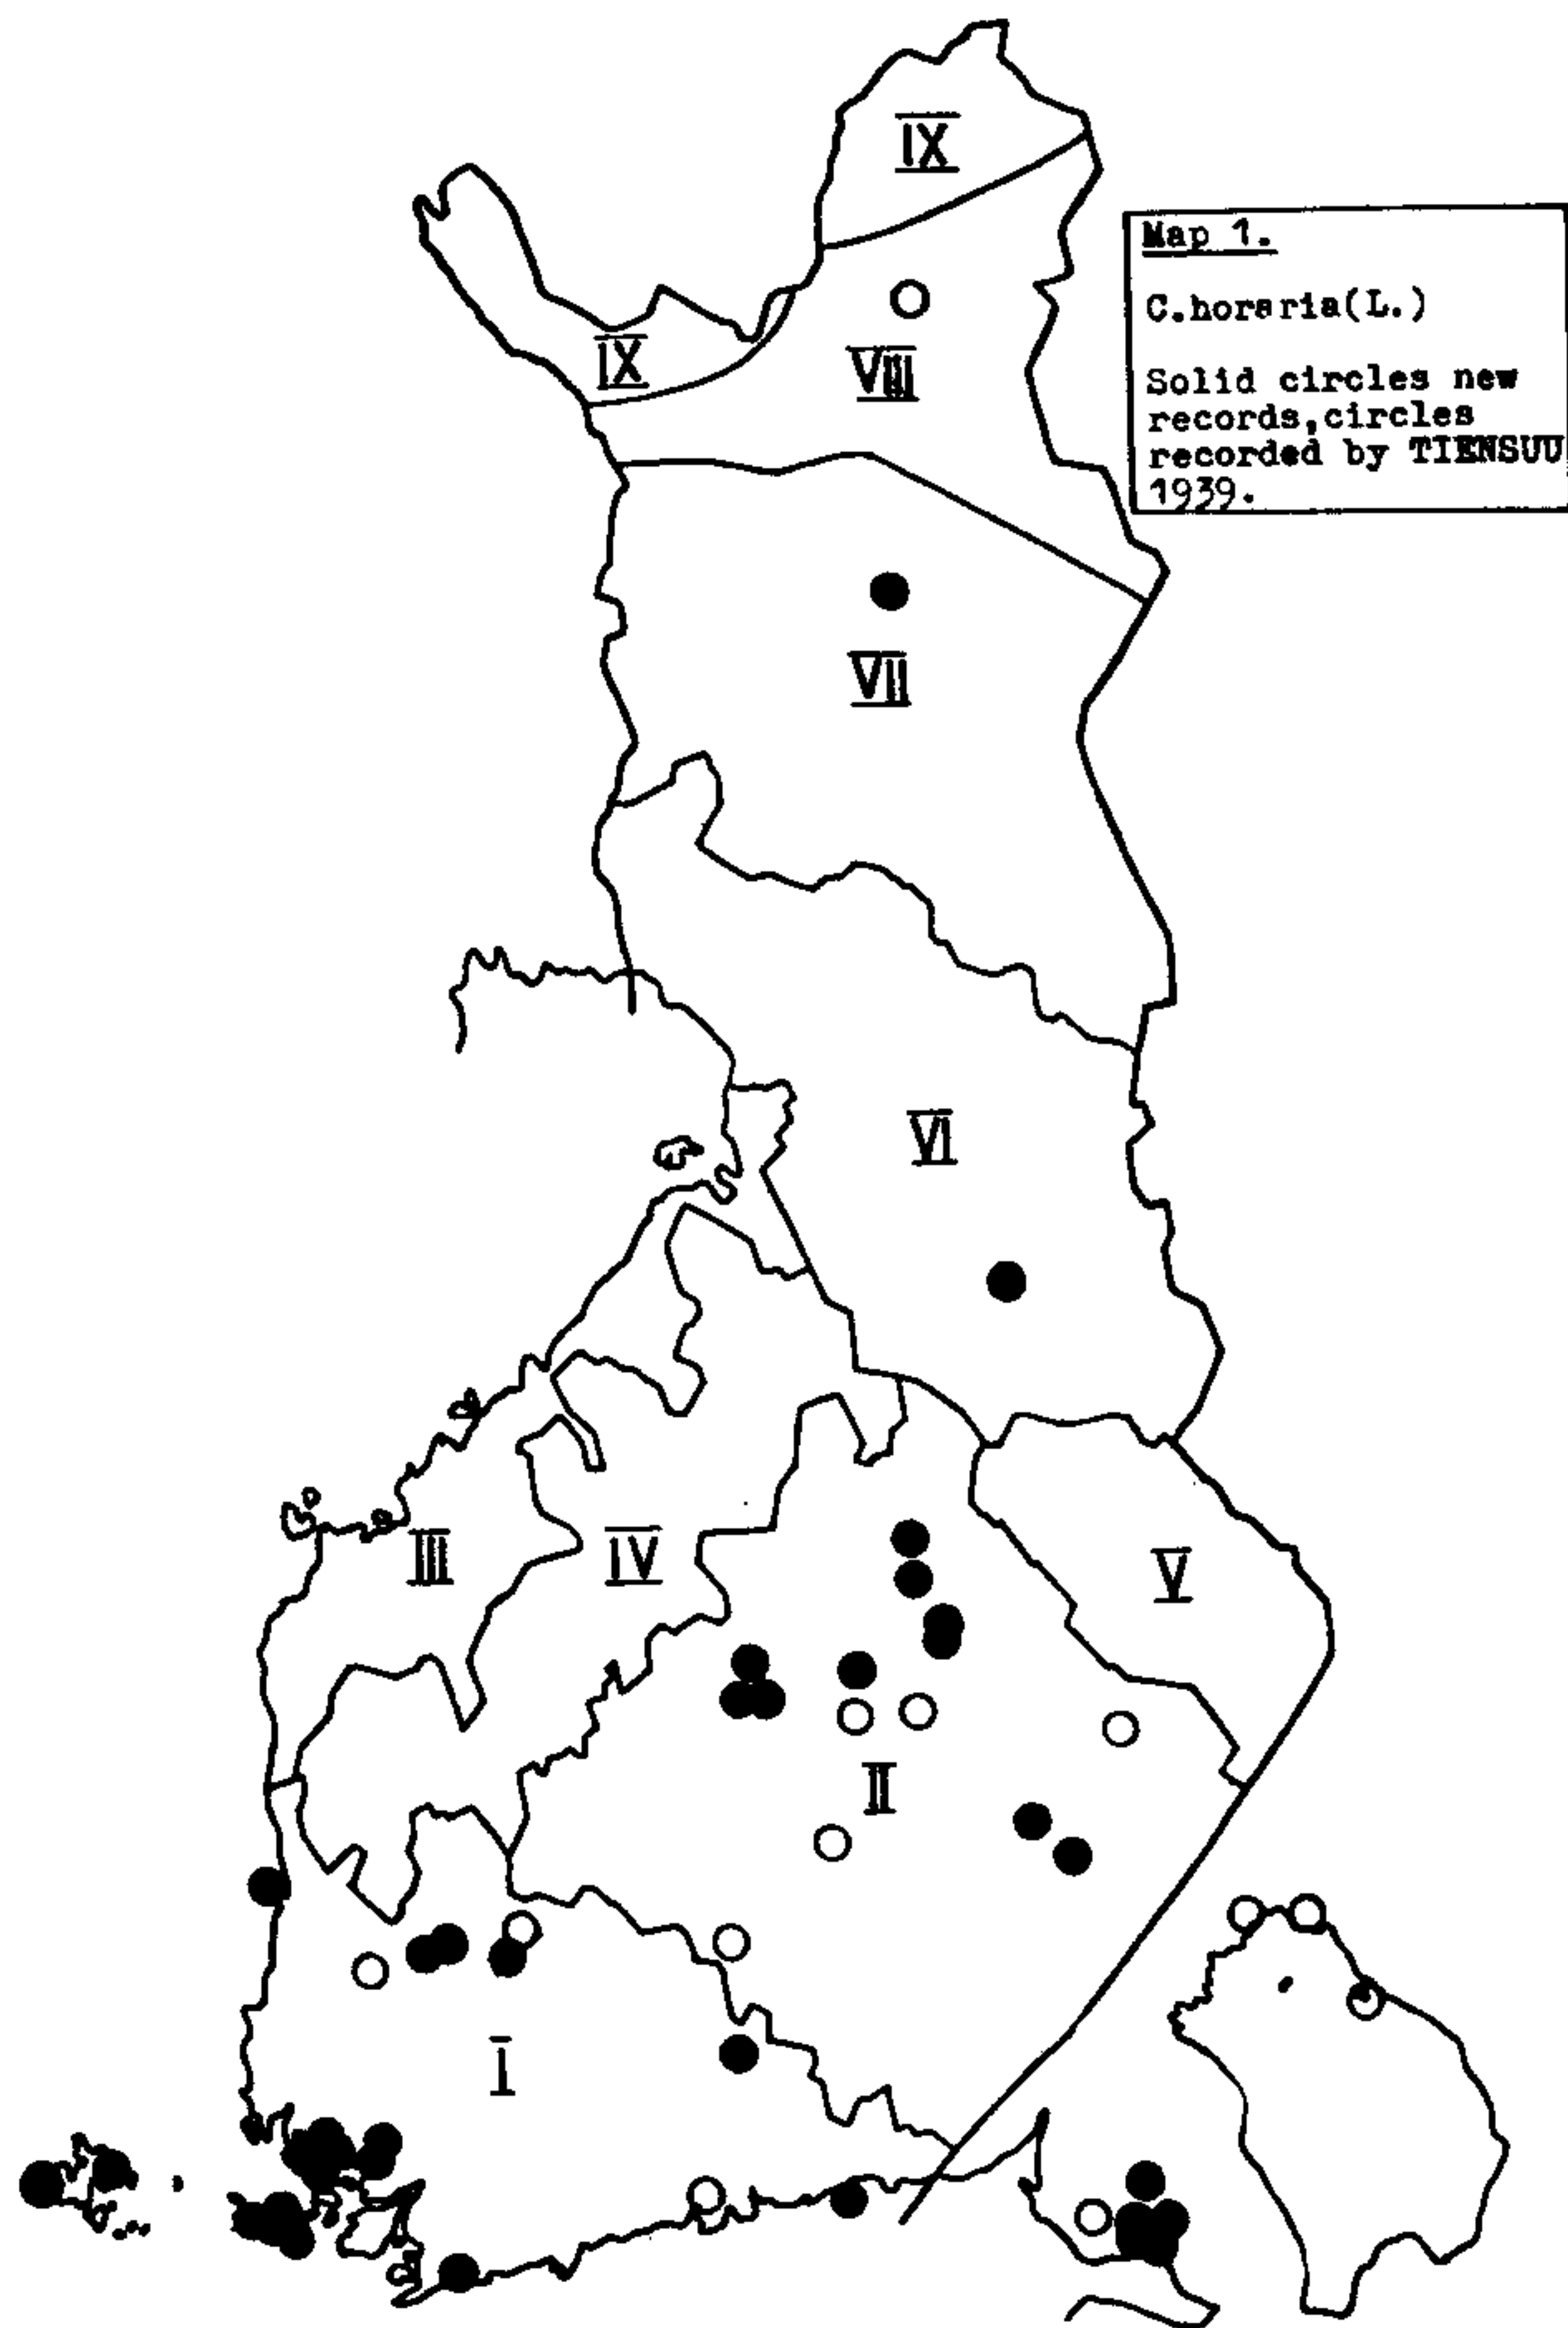 IX
Map 1.
C.horaria(L.)
IX
VIII
Solid circles new
records,circles
recorded by TIENSUU
1939.
VII
VI
III
IV
V
II
I